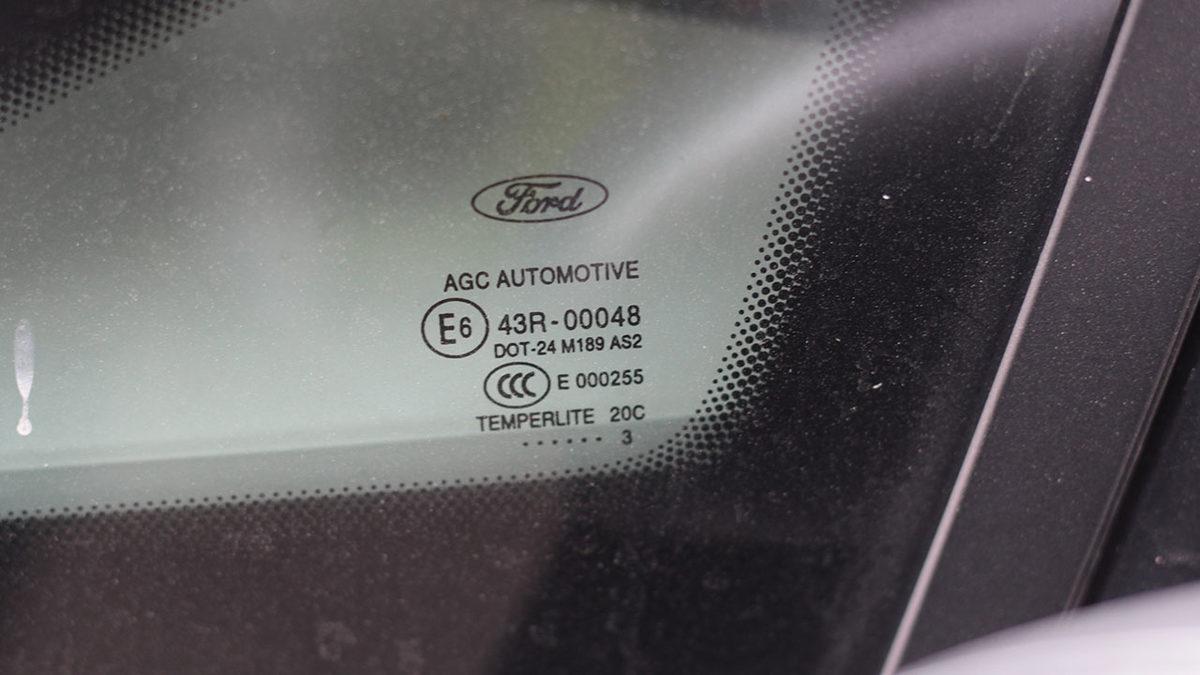 Ford
AGC AUTOMOTIVE
E6 43R-00048
DOT-24 M189 AS2
CCC E 000255
TEMPERLITE 20C
...... 3